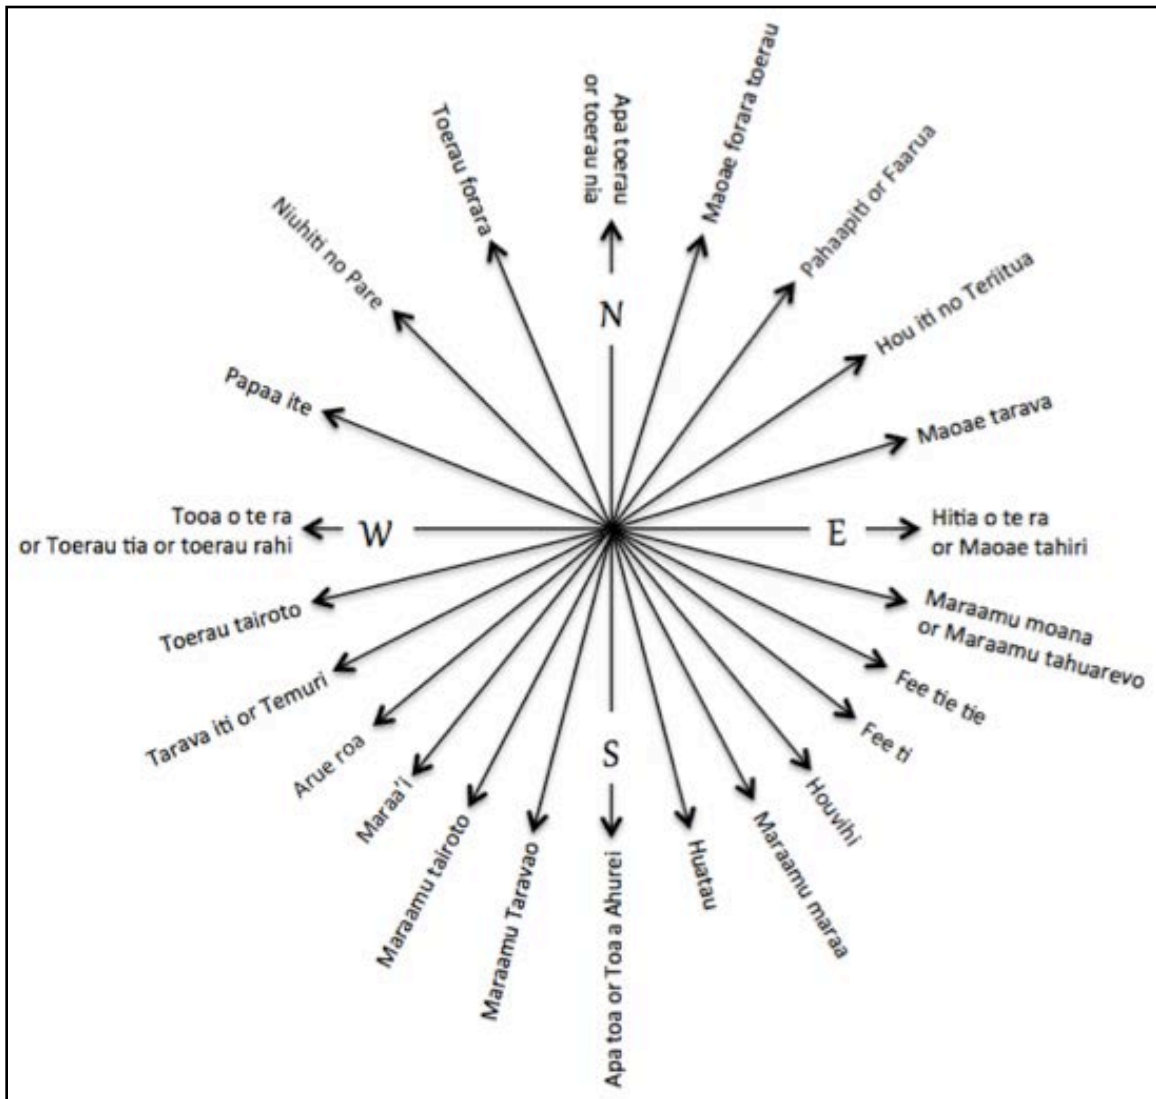 Apa toerau
or toerau nia
Maoae forara toerau
Pahaapiti or Faarua
Hou iti no Teriitua
Maoae tarava
Hitia o te ra
or Maoae tahiri
Maraamu moana
or Maraamu tahuarevo
Fee tie tie
Fee ti
Houvihi
Maraamu maraa
Huatau
Apa toa or Toa a Ahurei
Maraamu Taravao
Maraamu tairoto
Maraa'i
Arue roa
Tarava iti or Temuri
Toerau tairoto
Tooa o te ra
or Toerau tia or toerau rahi
Papaa ite
Niuhiti no Pare
Toerau forara
N
E
S
W